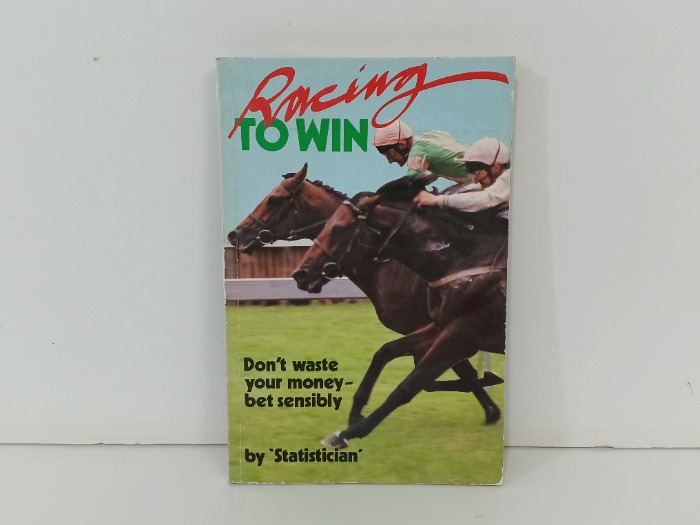 Racing
TO WIN
Don't waste
your money-
bet sensibly
by 'Statistician'